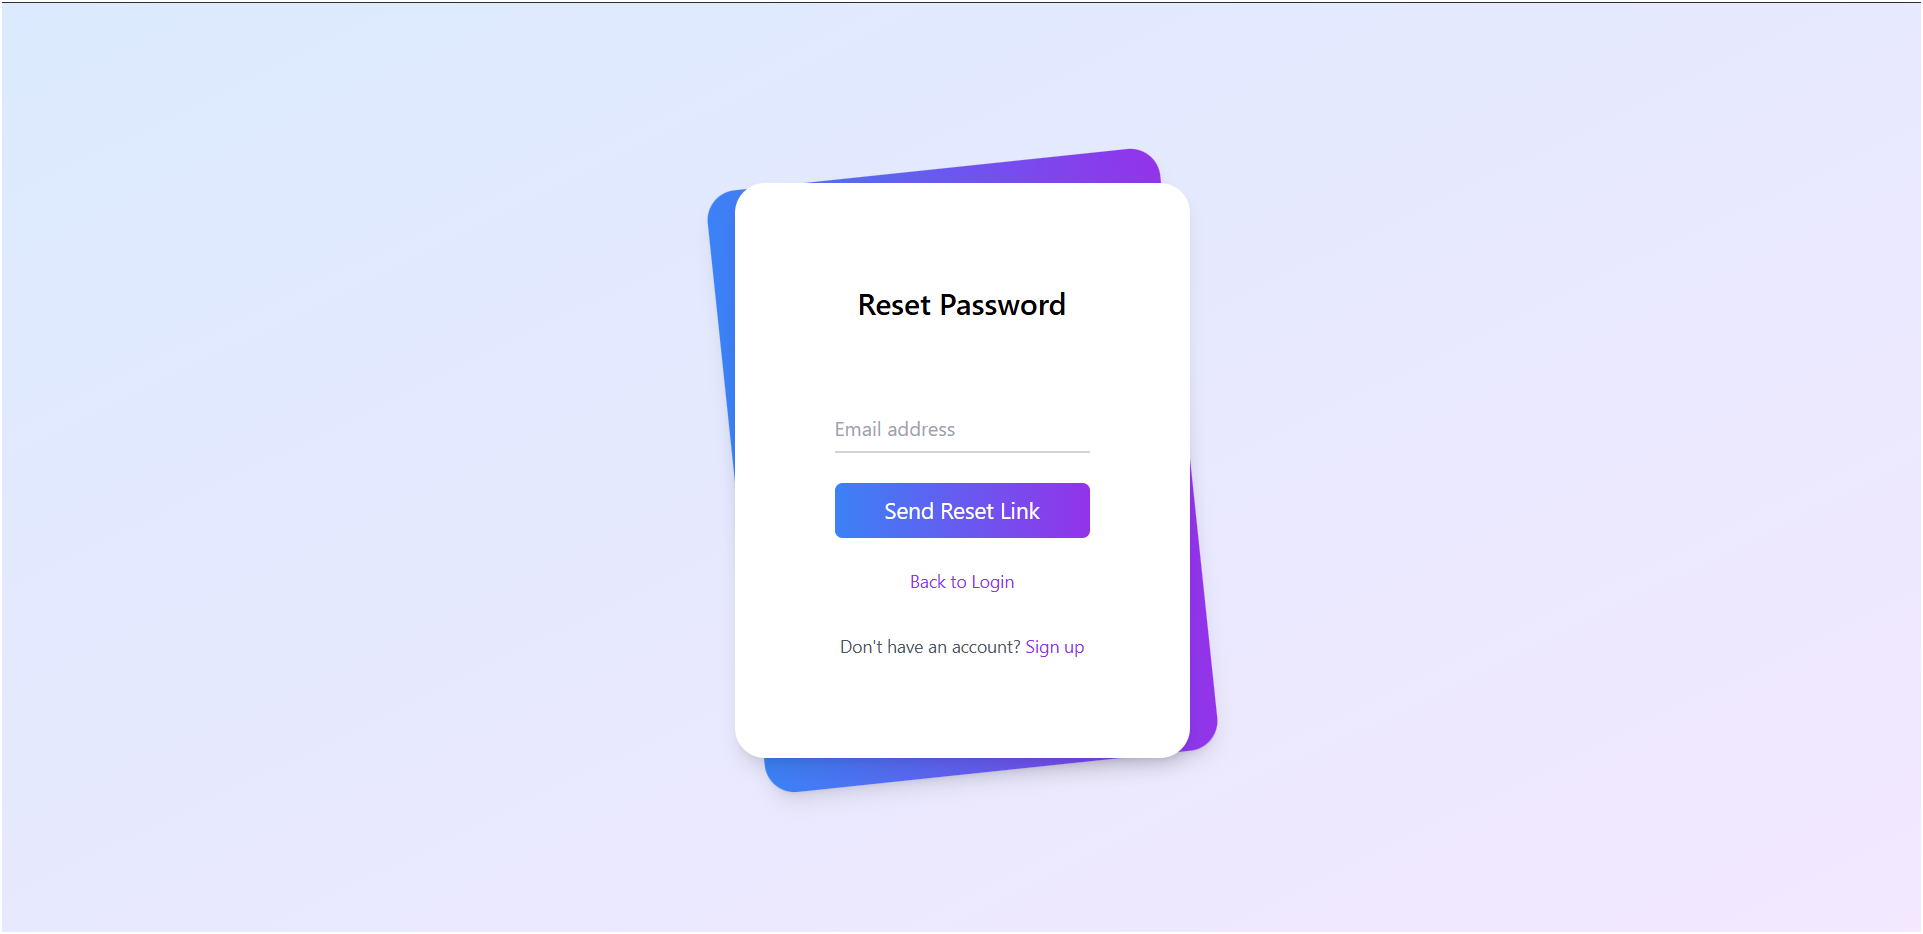 Reset Password
Email address
Send Reset Link
Back to Login
Don't have an account? Sign up